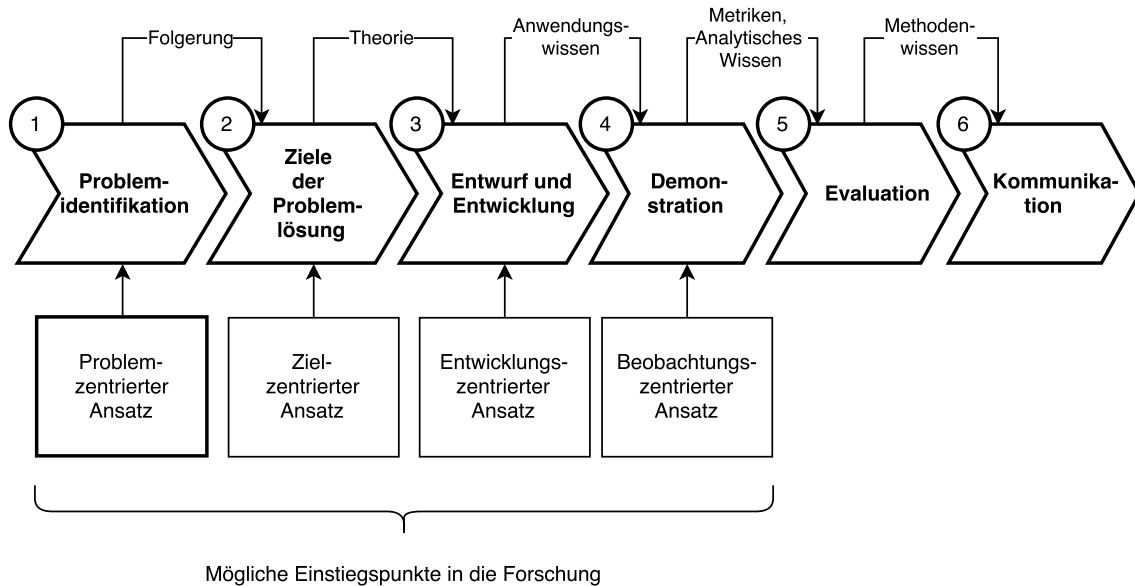 Folgerung
Theorie
Anwendungs-
wissen
Metriken,
Analytisches
Wissen
Methoden-
wissen
1
Problem-
identifikation
2
Ziele
der
Problem-
lösung
3
Entwurf und
Entwicklung
4
Demon-
stration
5
Evaluation
6
Kommunika-
tion
Problem-
zentrierter
Ansatz
Ziel-
zentrierter
Ansatz
Entwicklungs-
zentrierter
Ansatz
Beobachtungs-
zentrierter
Ansatz
Mögliche Einstiegspunkte in die Forschung